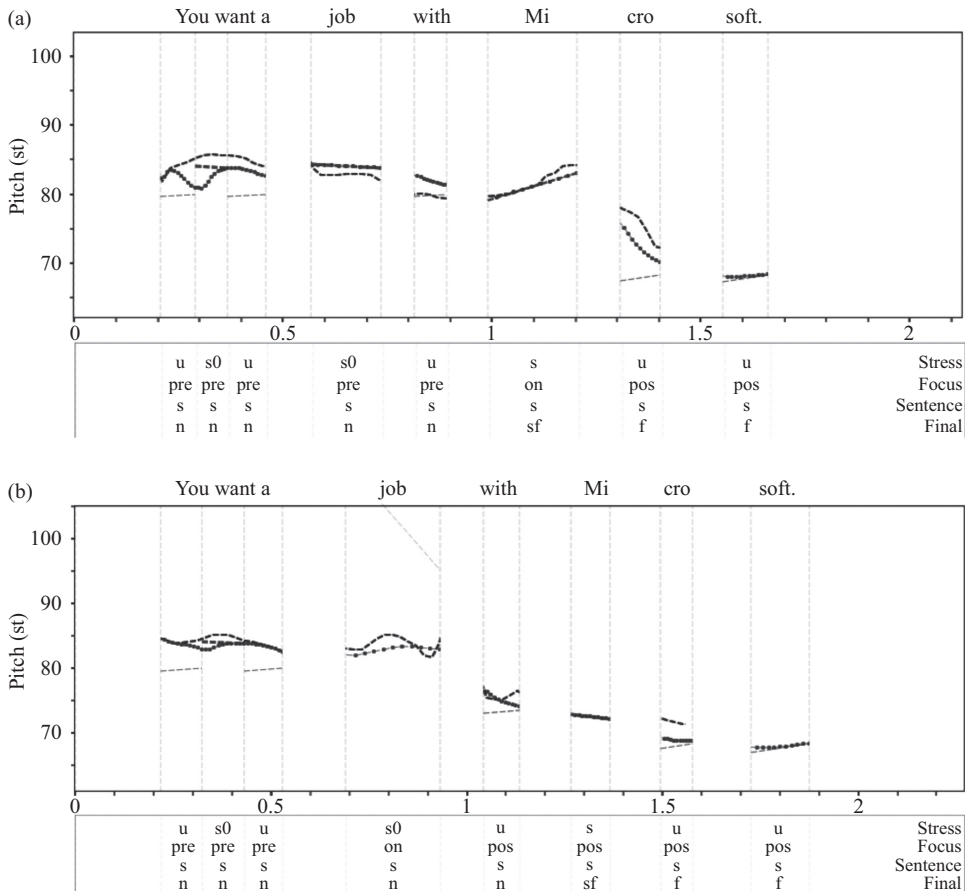 (a) You want a job with Mi cro soft.
100
90
80
70
Pitch (st)
0 0.5 1 1.5 2
u s0 u s0 u s u u Stress
pre pre pre pre pre on pos pos Focus
s s s s s s s s Sentence
n n n n n sf f f Final
(b) You want a job with Mi cro soft.
100
90
80
70
Pitch (st)
0 0.5 1 1.5 2
u s0 u s0 u s u u Stress
pre pre pre on pos pos pos pos Focus
s s s s s s s s Sentence
n n n n n sf f f Final